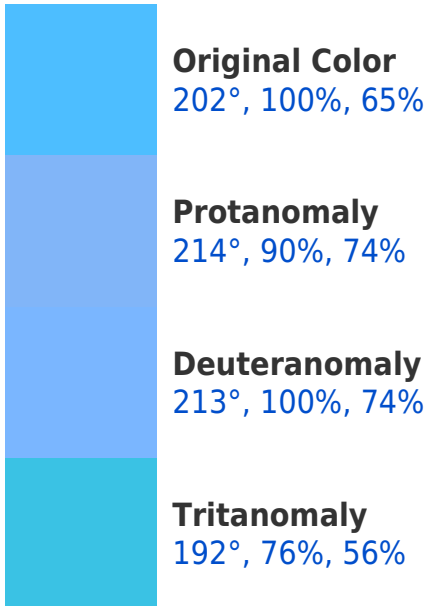 Original Color
202°, 100%, 65%
Protanomaly
214°, 90%, 74%
Deuteranomaly
213°, 100%, 74%
Tritanomaly
192°, 76%, 56%